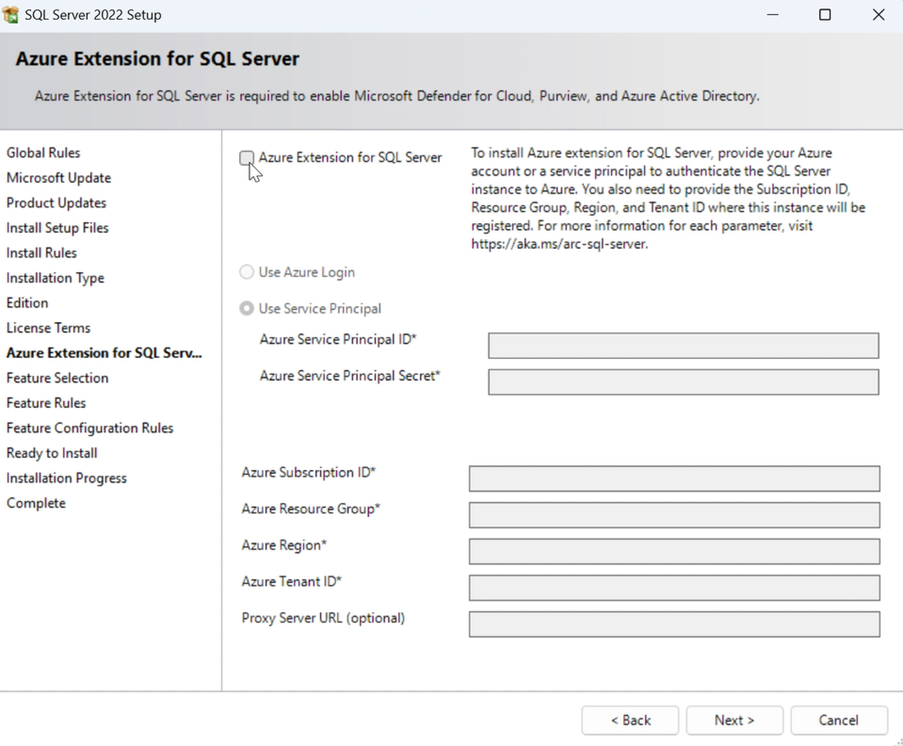 SQL Server 2022 Setup
Azure Extension for SQL Server
Azure Extension for SQL Server is required to enable Microsoft Defender for Cloud, Purview, and Azure Active Directory.
Global Rules
Microsoft Update
Product Updates
Install Setup Files
Install Rules
Installation Type
Edition
License Terms
Azure Extension for SQL Serv...
Feature Selection
Feature Rules
Feature Configuration Rules
Ready to Install
Installation Progress
Complete
Azure Extension for SQL Server
To install Azure extension for SQL Server, provide your Azure
account or a service principal to authenticate the SQL Server
instance to Azure. You also need to provide the Subscription ID,
Resource Group, Region, and Tenant ID where this instance will be
registered. For more information for each parameter, visit
https://aka.ms/arc-sql-server.
Use Azure Login
Use Service Principal
Azure Service Principal ID*
Azure Service Principal Secret*
Azure Subscription ID*
Azure Resource Group*
Azure Region*
Azure Tenant ID*
Proxy Server URL (optional)
< Back
Next >
Cancel